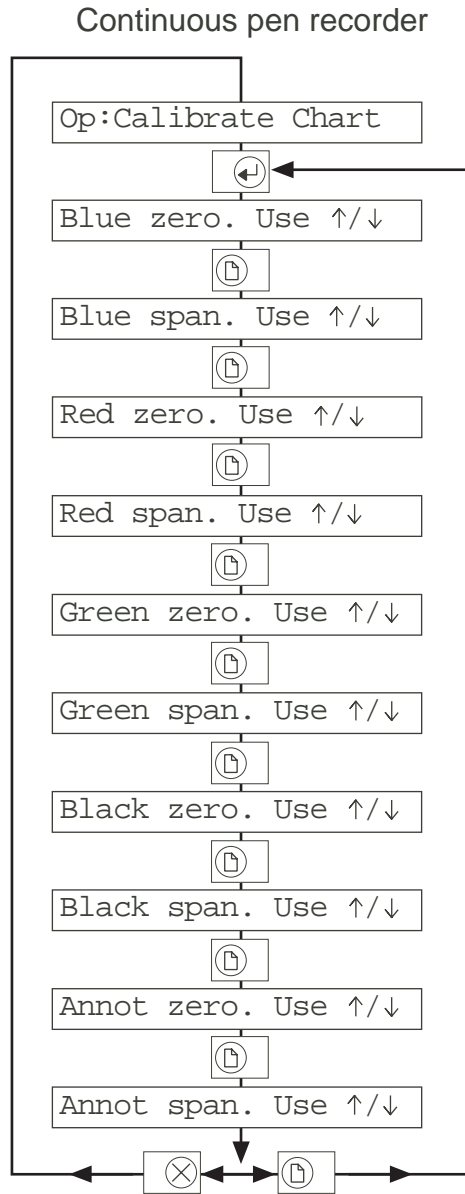 Continuous pen recorder
Op:Calibrate Chart
Blue zero. Use ↑/↓
Blue span. Use ↑/↓
Red zero. Use ↑/↓
Red span. Use ↑/↓
Green zero. Use ↑/↓
Green span. Use ↑/↓
Black zero. Use ↑/↓
Black span. Use ↑/↓
Annot zero. Use ↑/↓
Annot span. Use ↑/↓